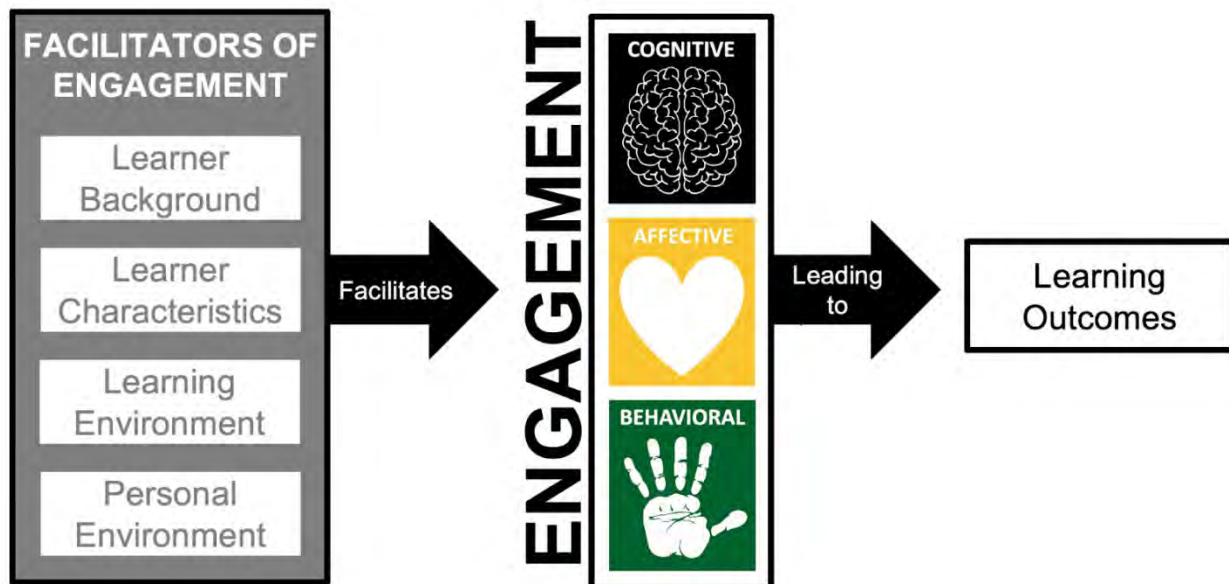 FACILITATORS OF
ENGAGEMENT
Learner
Background
Learner
Characteristics
Learning
Environment
Personal
Environment
Facilitates
ENGAGEMENT
COGNITIVE
AFFECTIVE
BEHAVIORAL
Leading
to
Learning
Outcomes